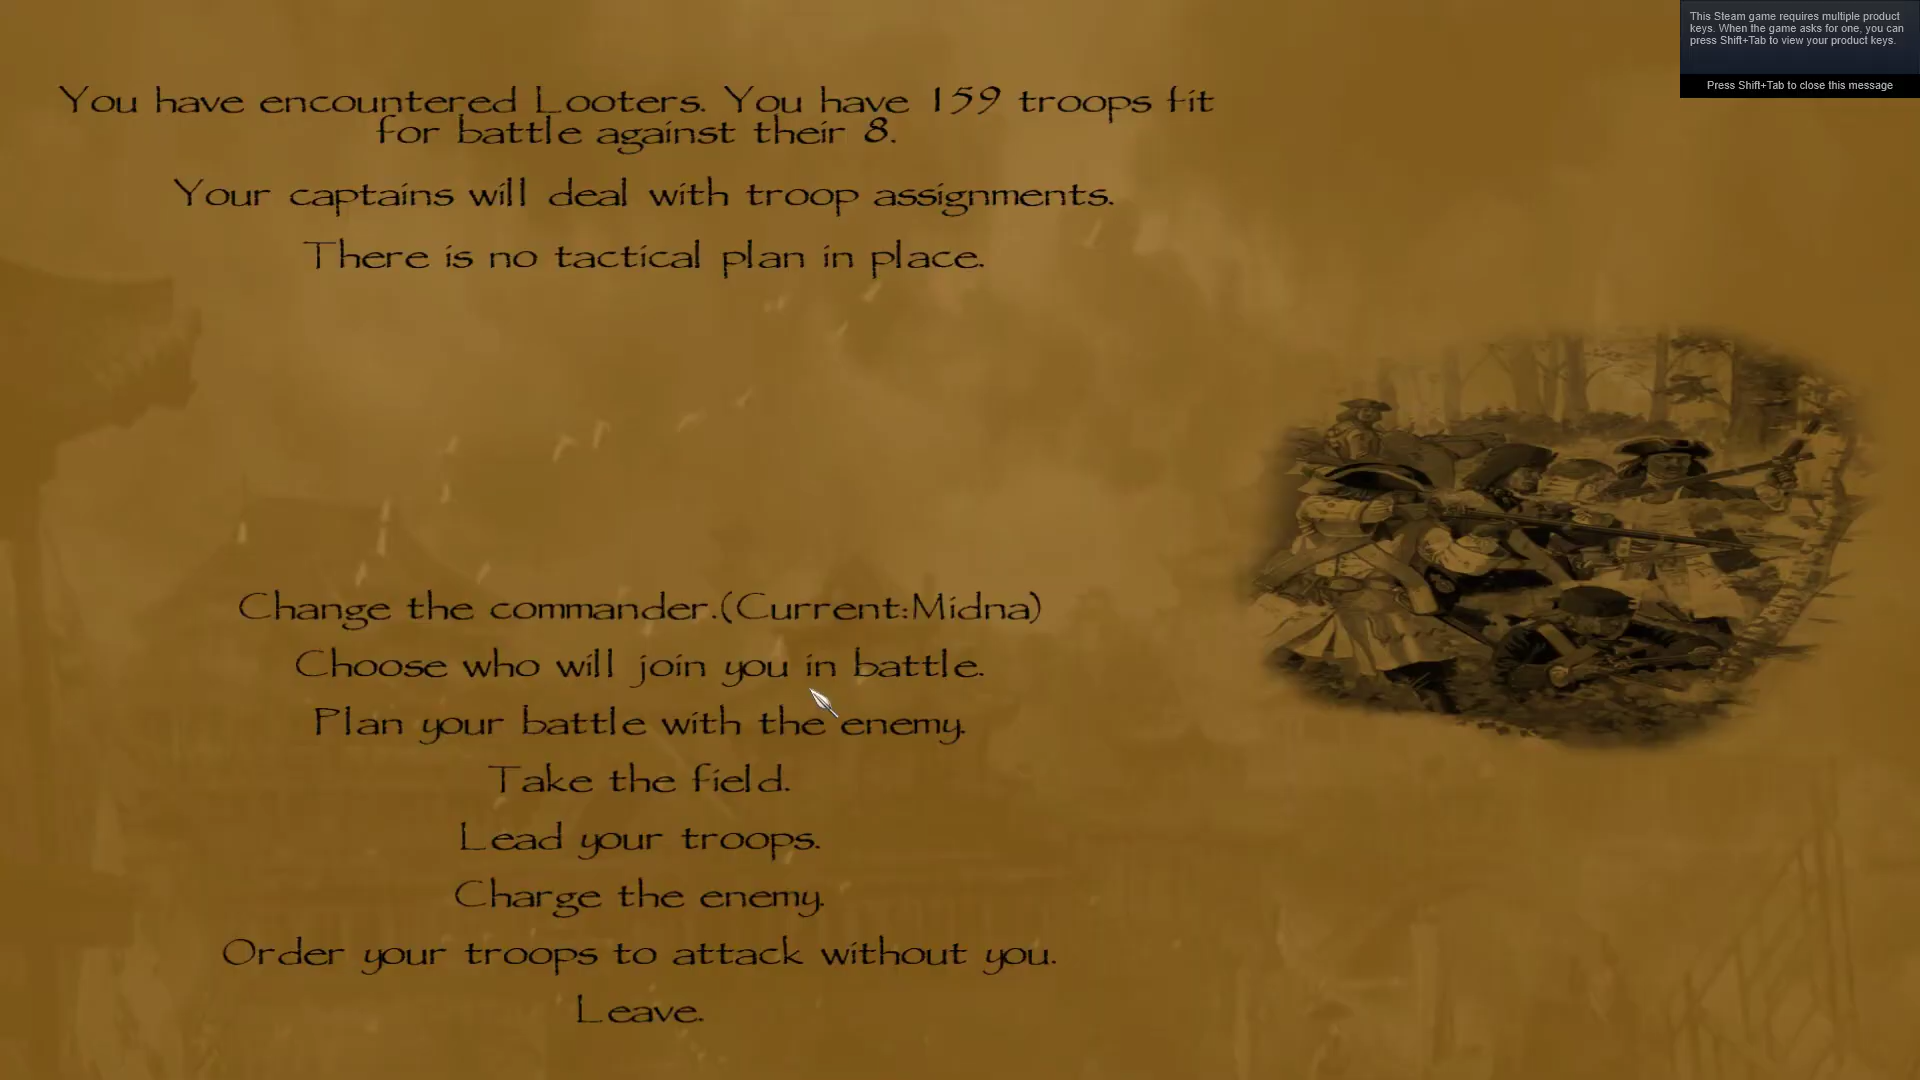 This Steam game requires multiple product
keys. When the game asks for one, you can
press Shift+Tab to view your product keys.
Press Shift+Tab to close this message
You have encountered Looters. You have 159 troops fit
for battle against their 8.
Your captains will deal with troop assignments.
There is no tactical plan in place.
Change the commander.(Current:Midna)
Choose who will join you in battle.
Plan your battle with the enemy.
Take the field.
Lead your troops.
Charge the enemy.
Order your troops to attack without you.
Leave.